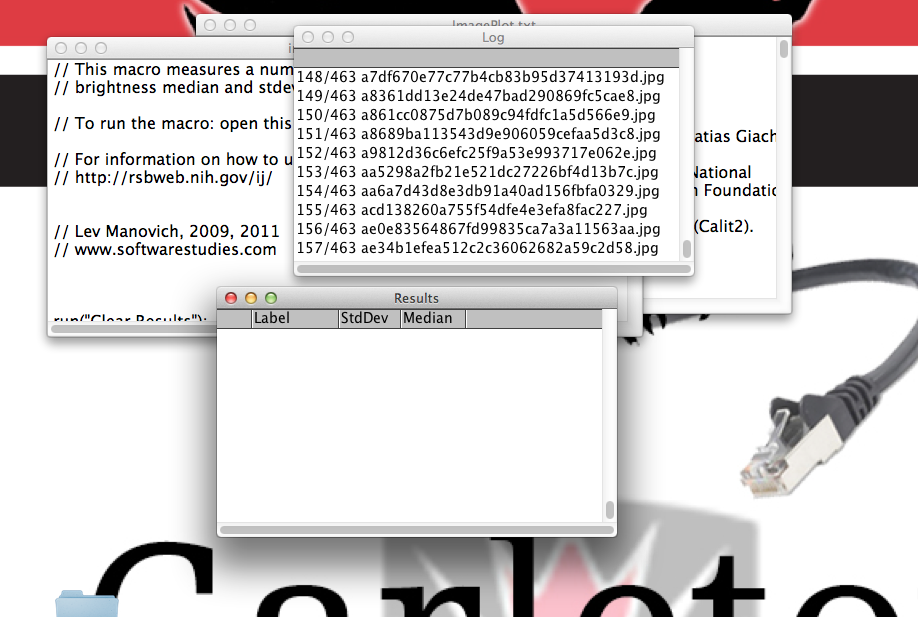 ImagePlot.txt
Log
148/463 a7df670e77c77b4cb83b95d37413193d.jpg
149/463 a8361dd13e24de47bad290869fc5cae8.jpg
150/463 a861cc0875d7b089c94fdfc1a5d566e9.jpg
151/463 a8689ba113543d9e906059cefaa5d3c8.jpg
152/463 a9812d36c6efc25f9a53e993717e062e.jpg
153/463 aa5298a2fb21e521dc27226bf4d13b7c.jpg
154/463 aa6a7d43d8e3db91a40ad156fbfa0329.jpg
155/463 acd138260a755f54dfe4e3efa8fac227.jpg
156/463 ae0e83564867fd99835ca7a3a11563aa.jpg
157/463 ae34b1efea512c2c36062682a59c2d58.jpg
// This macro measures a num
// brightness median and stdev
// To run the macro: open this
// For information on how to u
// http://rsbweb.nih.gov/ij/
// Lev Manovich, 2009, 2011
// www.softwarestudies.com
run("Clear Results");
atias Giach
National
n Foundatio
(Calit2).
Results
Label StdDev Median
Carleto